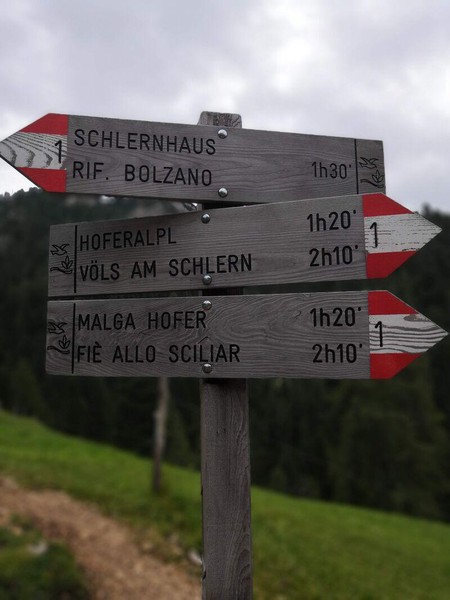 1 SCHLERNHAUS
RIF. BOLZANO 1h30'
HOFERALPL 1h20' 1
VÖLS AM SCHLERN 2h10'
MALGA HOFER 1h20' 1
FIÈ ALLO SCILIAR 2h10'